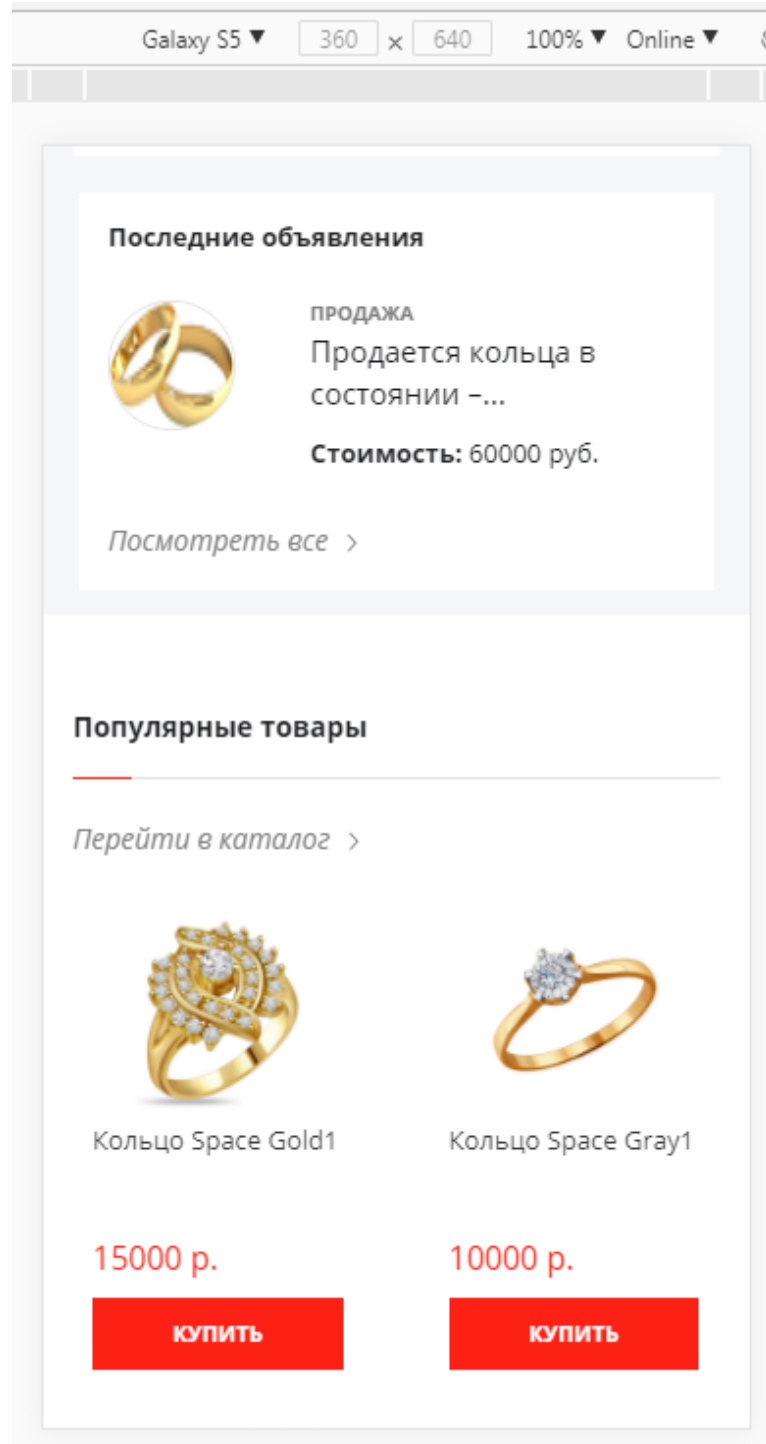 Galaxy S5 ▼ 360 × 640 100% ▼ Online ▼
Последние объявления
ПРОДАЖА
Продается кольца в
состоянии –...
Стоимость: 60000 руб.
Посмотреть все >
Популярные товары
Перейти в каталог >
Кольцо Space Gold1 Кольцо Space Gray1
15000 р. 10000 р.
КУПИТЬ КУПИТЬ